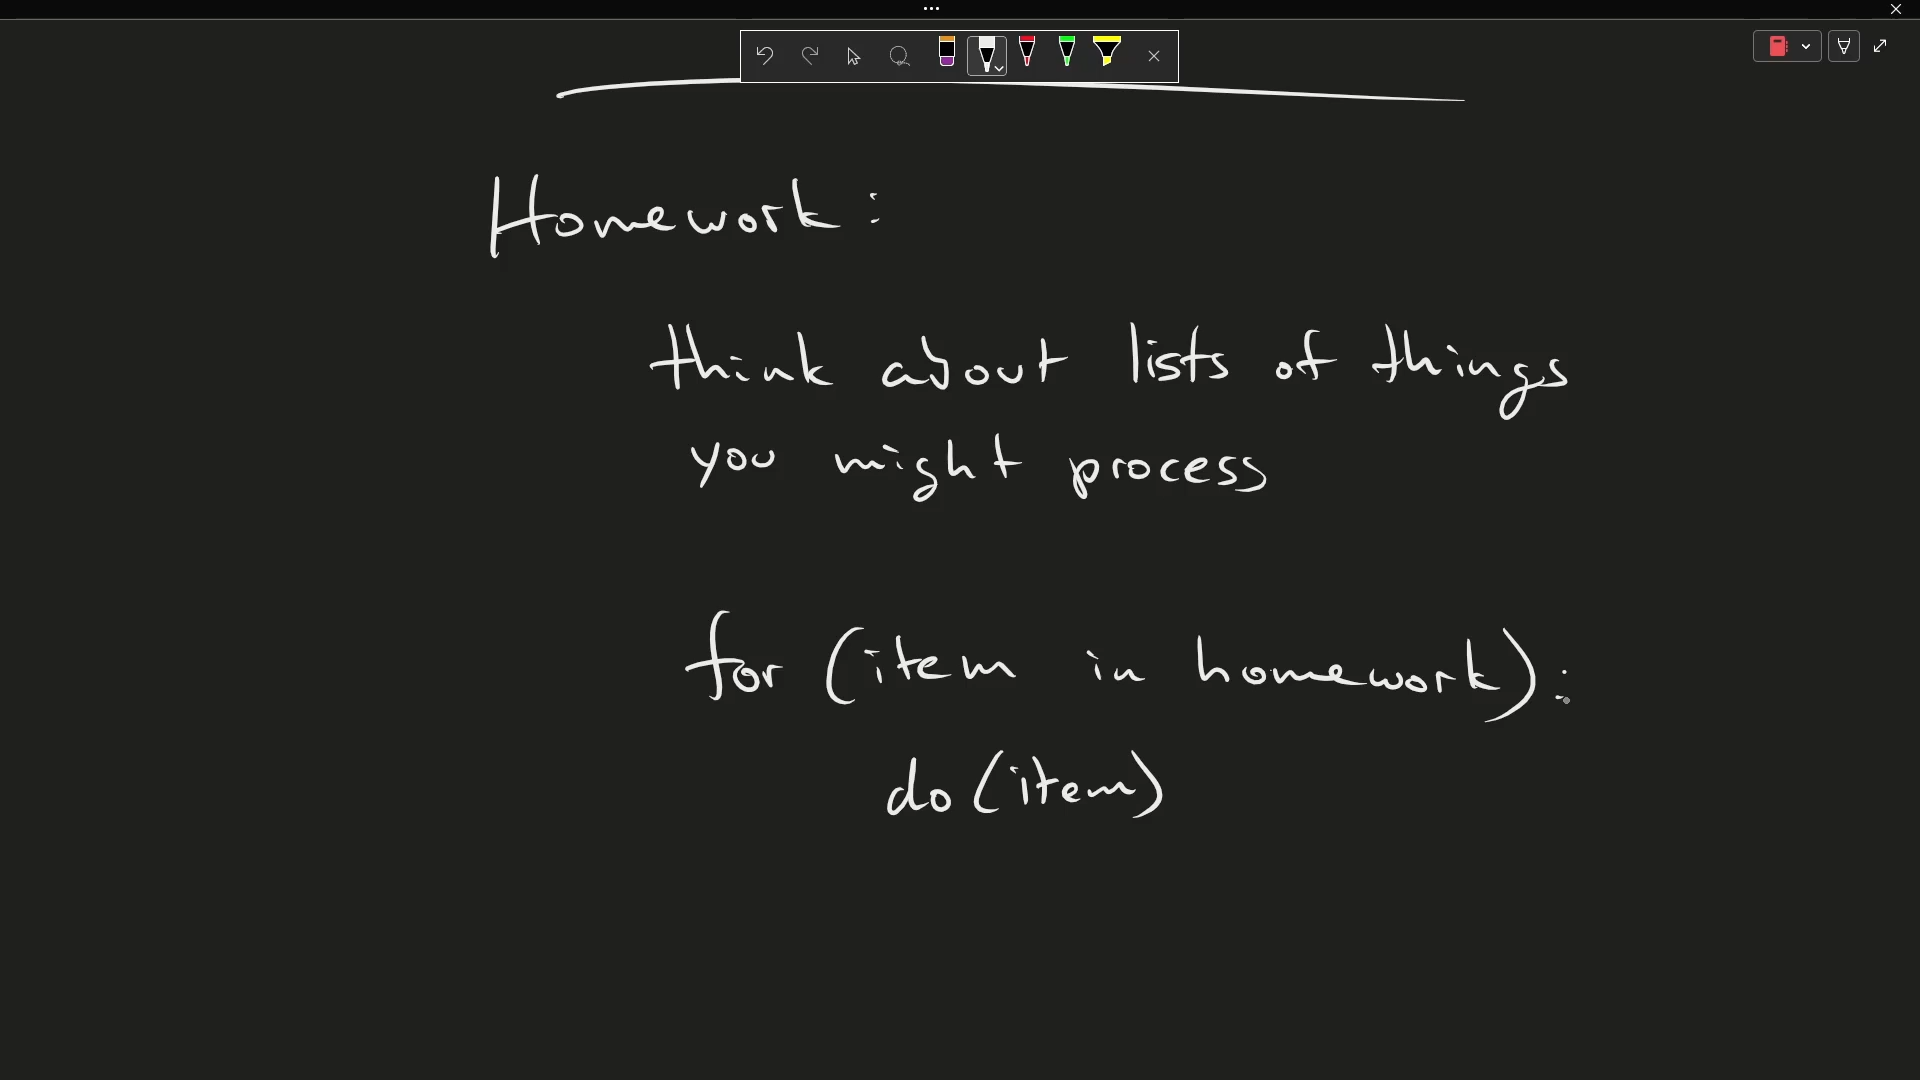 Homework:
think about lists of things
you might process
for (item in homework):
do (item)